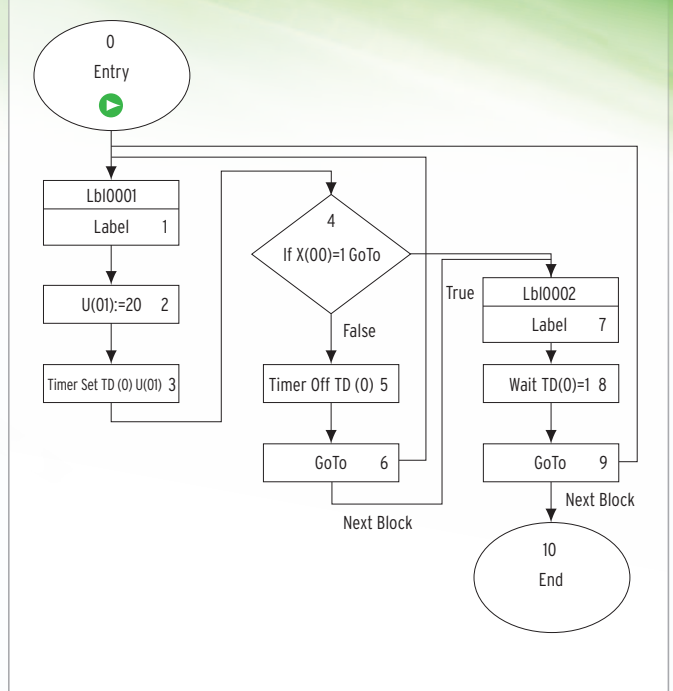 0
Entry
Lbl0001
Label 1
U(01):=20 2
Timer Set TD (0) U(01) 3
4
If X(00)=1 GoTo
False
Timer Off TD (0) 5
GoTo 6
Next Block
True
Lbl0002
Label 7
Wait TD(0)=1 8
GoTo 9
Next Block
10
End